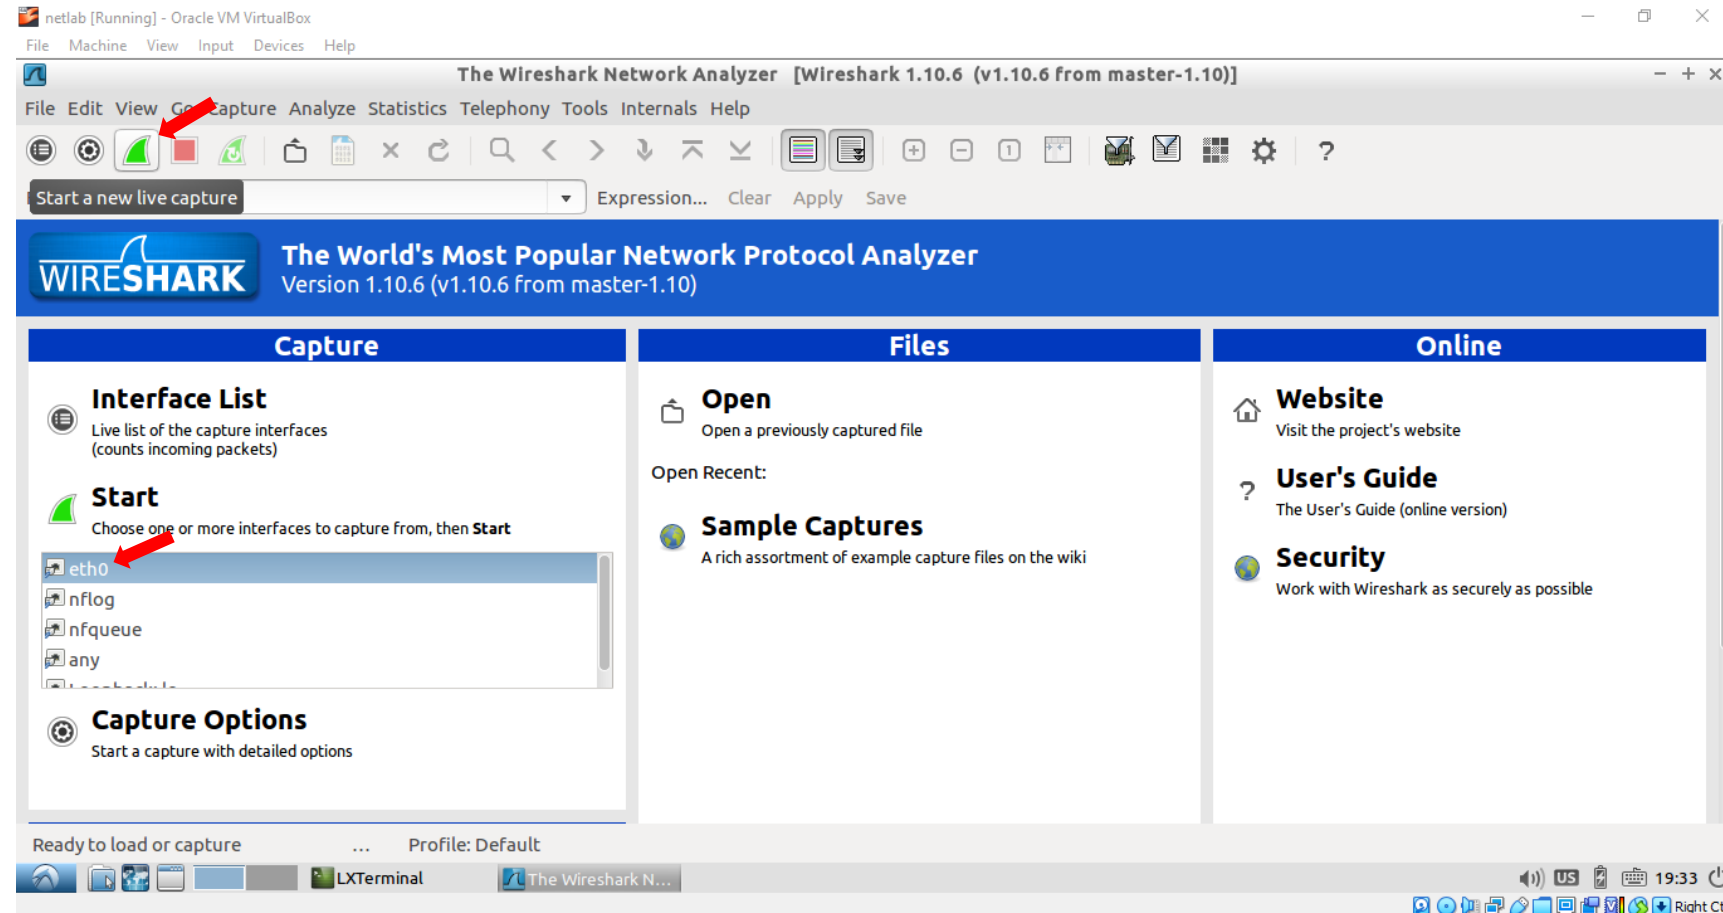 netlab [Running] - Oracle VM VirtualBox
File Machine View Input Devices Help
The Wireshark Network Analyzer [Wireshark 1.10.6 (v1.10.6 from master-1.10)]
File Edit View Go Capture Analyze Statistics Telephony Tools Internals Help
Start a new live capture
Expression... Clear Apply Save
WIRESHARK
The World's Most Popular Network Protocol Analyzer
Version 1.10.6 (v1.10.6 from master-1.10)
Capture
Interface List
Live list of the capture interfaces
(counts incoming packets)
Start
Choose one or more interfaces to capture from, then Start
eth0
nflog
nfqueue
any
Capture Options
Start a capture with detailed options
Files
Open
Open a previously captured file
Open Recent:
Sample Captures
A rich assortment of example capture files on the wiki
Online
Website
Visit the project's website
User's Guide
The User's Guide (online version)
Security
Work with Wireshark as securely as possible
Ready to load or capture ... Profile: Default
LXTerminal
The Wireshark N...
US
19:33
Right Ct